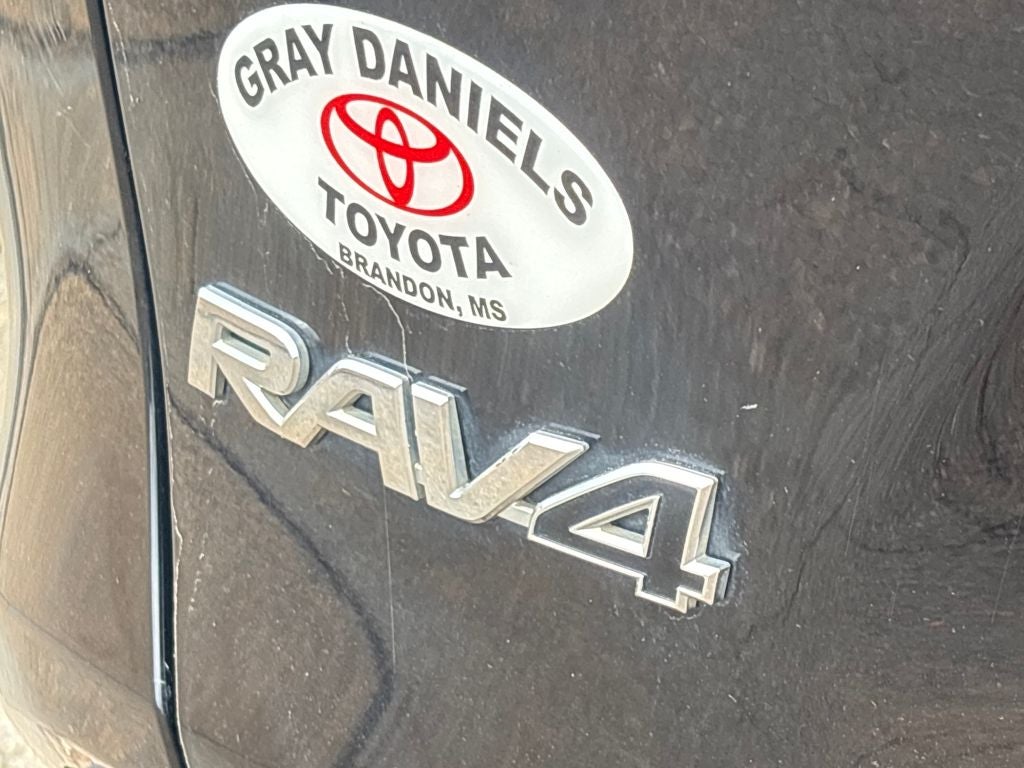 GRAY DANIELS
TOYOTA
BRANDON, MS
RAV4